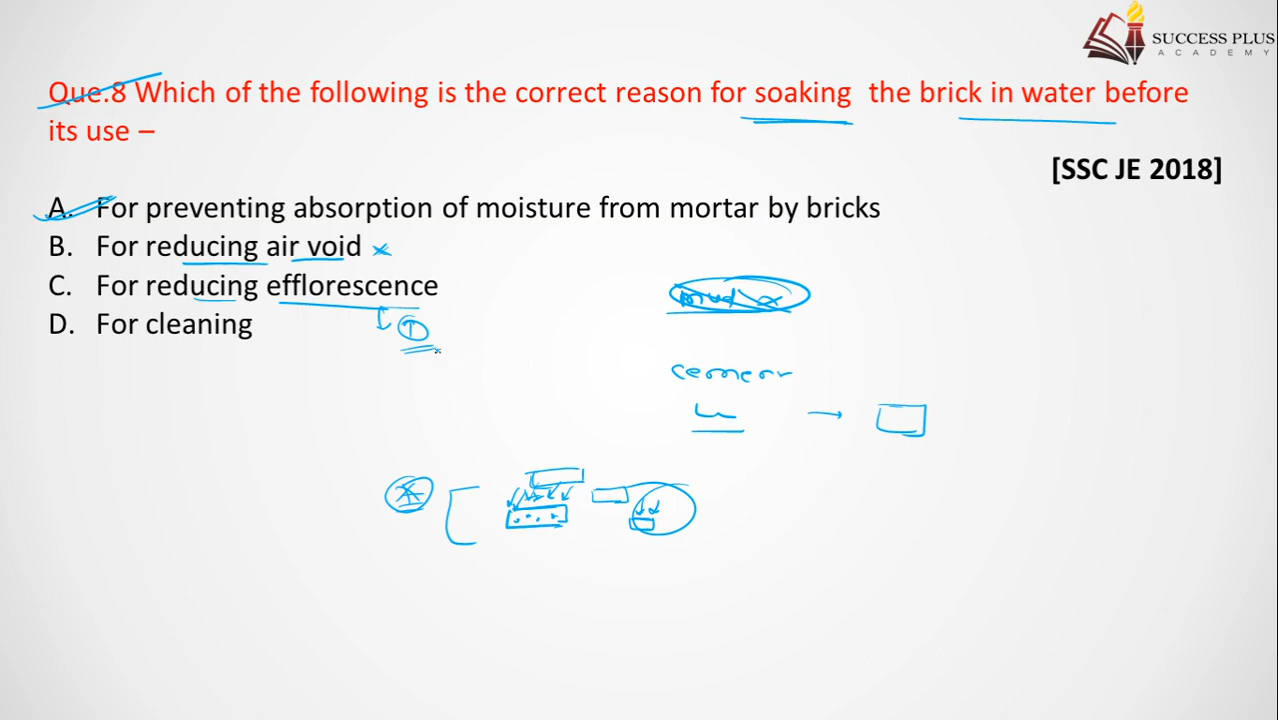 SUCCESS PLUS
ACADEMY
Que.8 Which of the following is the correct reason for soaking the brick in water before
its use –
[SSC JE 2018]
A. For preventing absorption of moisture from mortar by bricks
B. For reducing air void
C. For reducing efflorescence
D. For cleaning
cement